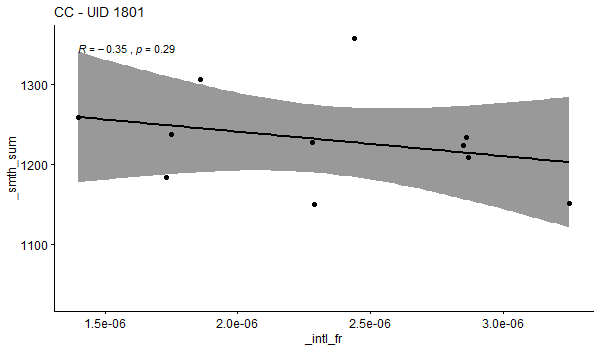 CC - UID 1801
R = − 0.35 , p = 0.29
1300
1200
1100
_smth_sum
1.5e-06 2.0e-06 2.5e-06 3.0e-06
_intl_fr